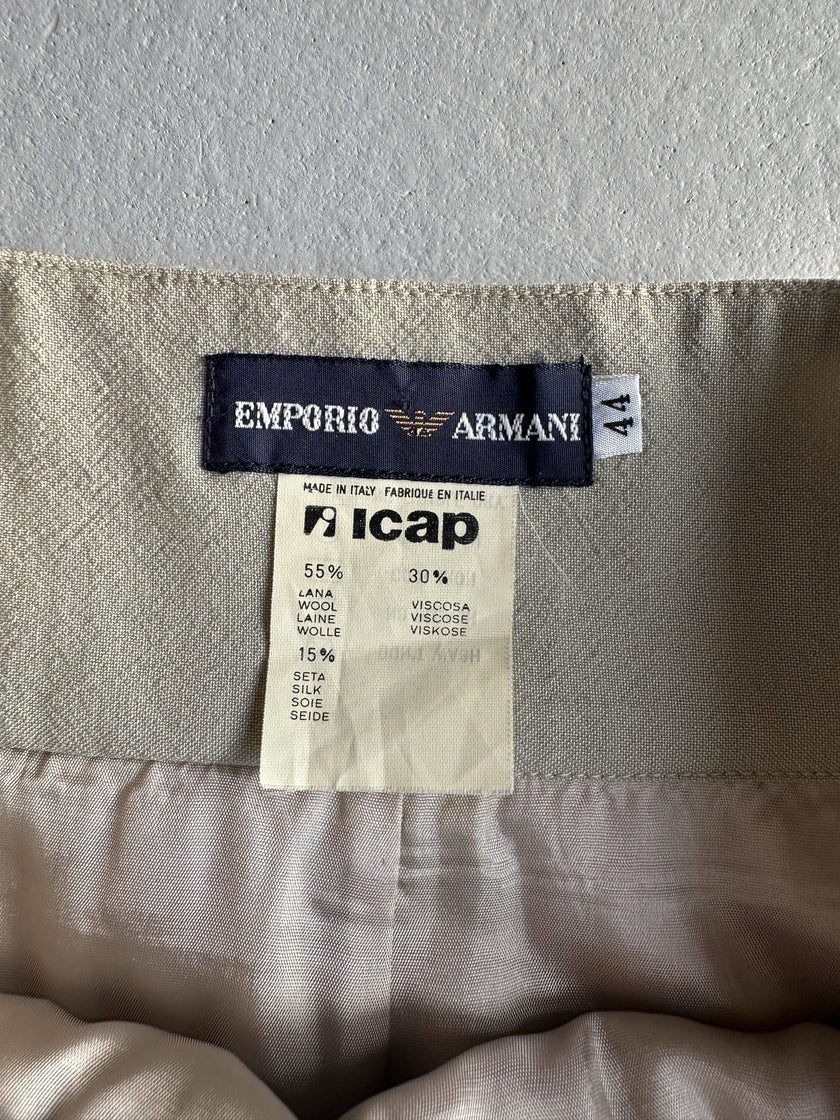 EMPORIO ARMANI
44
MADE IN ITALY FABRIQUÉ EN ITALIE
Icap
55% 30%
LANA
WOOL VISCOSA
LAINE VISCOSE
WOLLE VISKOSE
15%
SETA
SILK
SOIE
SEIDE